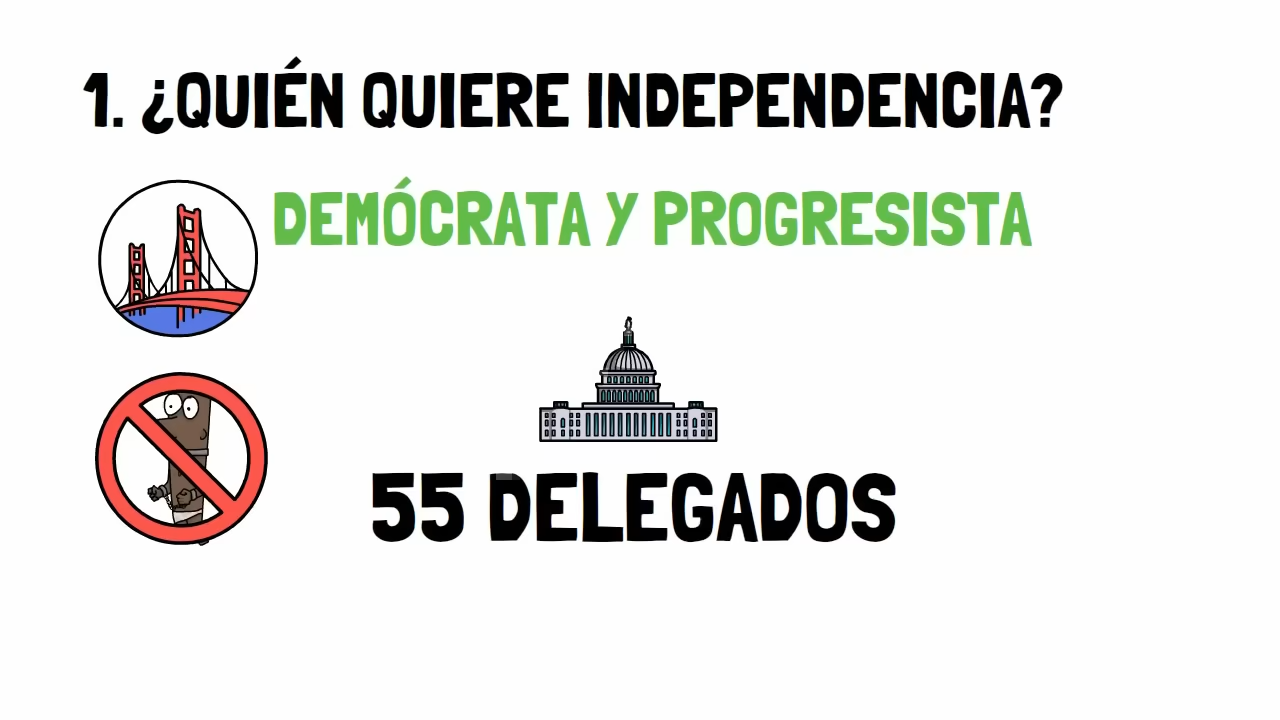 1. ¿QUIÉN QUIERE INDEPENDENCIA?
DEMÓCRATA Y PROGRESISTA
55 DELEGADOS